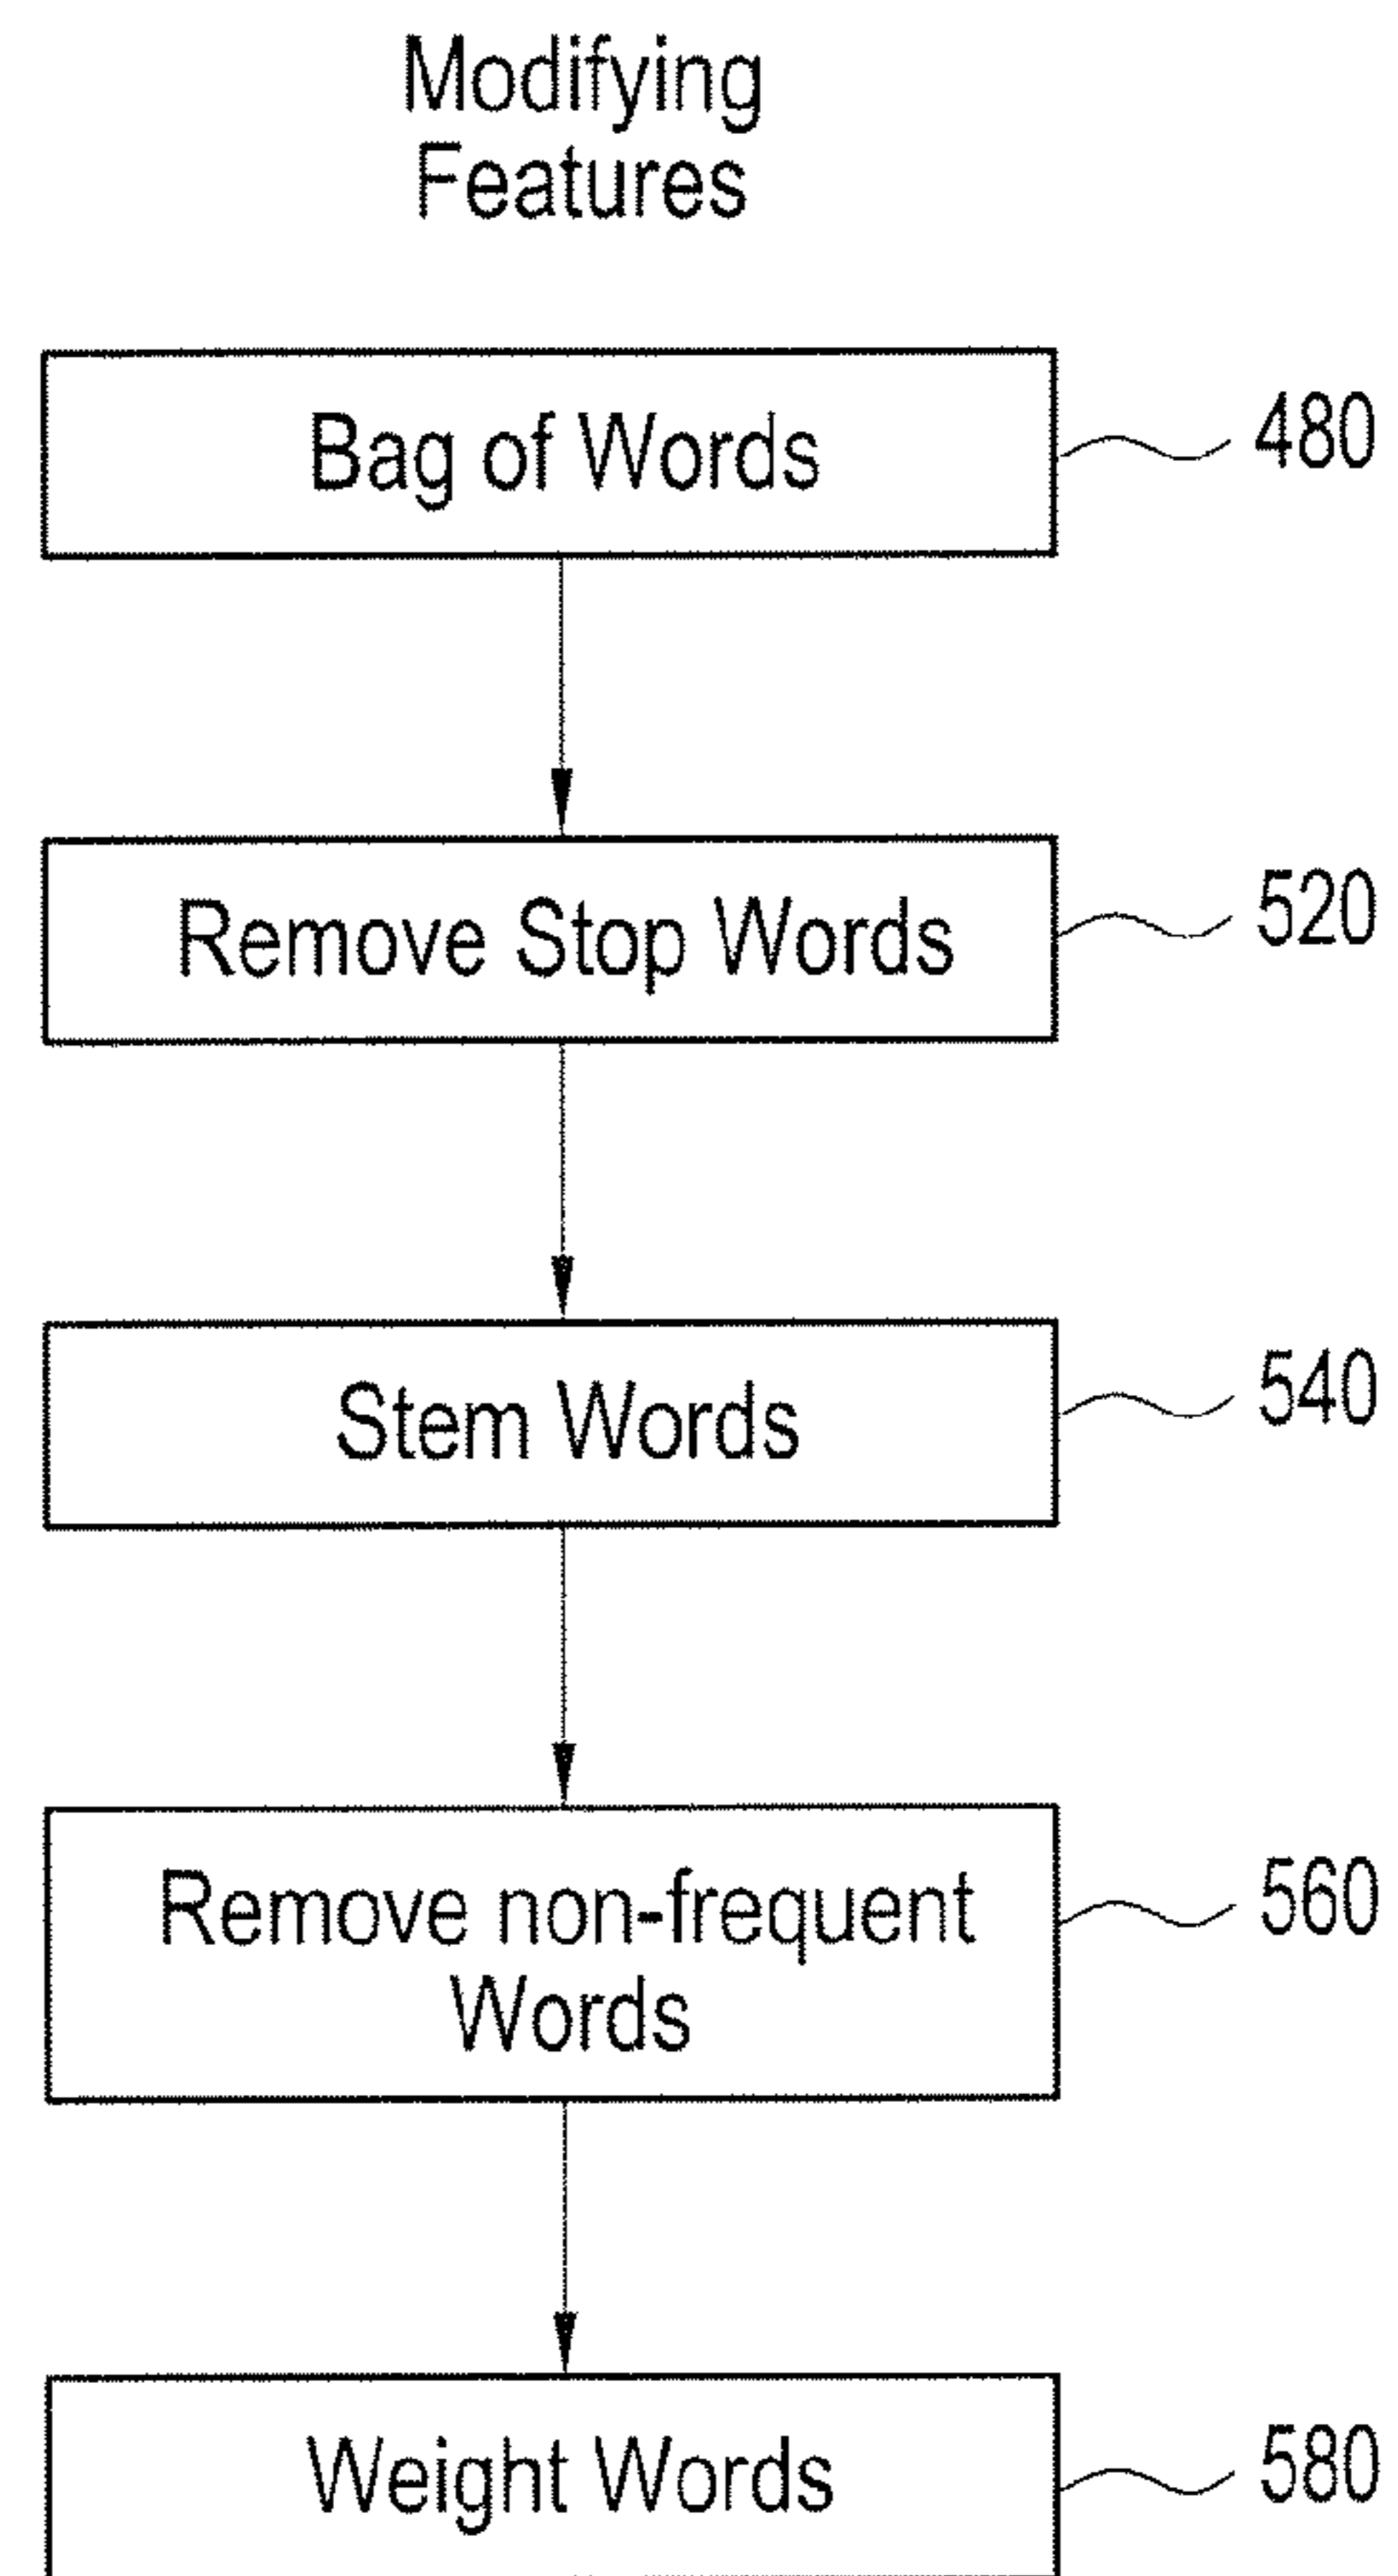 Modifying
Features
Bag of Words
480
Remove Stop Words
520
Stem Words
540
Remove non-frequent
Words
560
Weight Words
580